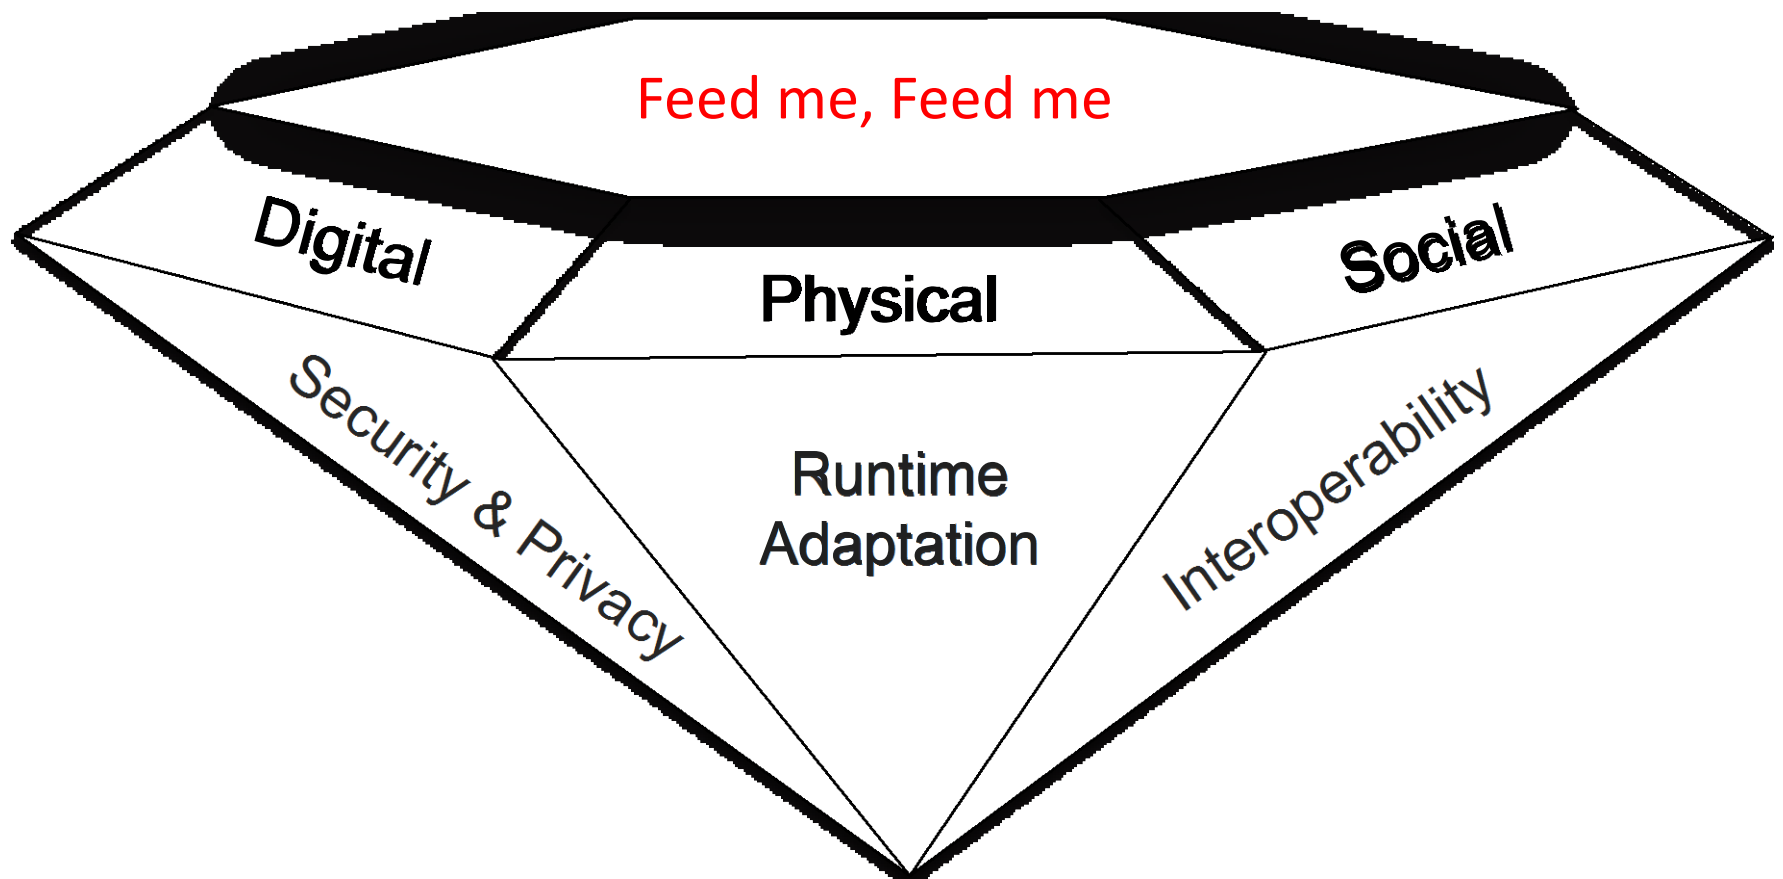 Feed me, Feed me
Digital
Physical
Social
Security & Privacy
Runtime
Adaptation
Interoperability